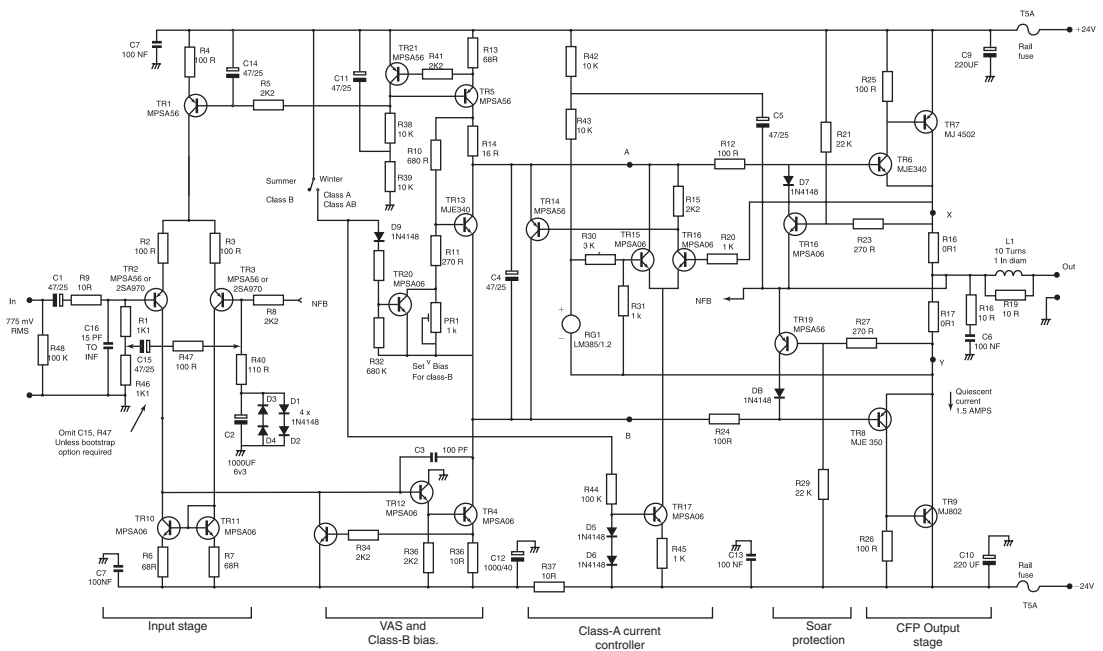 T5A
+24V
Rail
fuse
C7
100 NF
R4
100 R
C14
47/25
R5
2K2
TR1
MPSA56
C11
47/25
TR21
MPSA56
R41
2K2
R13
68R
TR5
MPSA56
R38
10 K
R10
680 R
R14
16 R
R39
10 K
R42
10 K
R43
10 K
C5
47/25
R21
22 K
R25
100 R
C9
220UF
TR7
MJ 4502
TR6
MJE340
A
R12
100 R
D7
1N4148
Summer
Winter
Class B
Class A
Class AB
TR13
MJE340
TR14
MPSA56
R15
2K2
X
D9
1N4148
R11
270 R
R30
3 K
TR15
MPSA06
TR16
MPSA06
R20
1 K
TR16
MPSA06
R23
270 R
R16
0R1
L1
10 Turns
1 In diam
Out
R2
100 R
R3
100 R
TR2
MPSA56 or
2SA970
TR3
MPSA56 or
2SA970
C1
47/25
R9
10R
In
775 mV
RMS
R8
2K2
NFB
TR20
MPSA06
PR1
1 k
C4
47/25
R31
1 k
NFB
R19
10 R
R16
10 R
C6
100 NF
R17
0R1
C16
15 PF
TO
INF
R1
1K1
R48
100 K
C15
47/25
R47
100 R
R40
110 R
R46
1K1
R32
680 K
Set V Bias
For class-B
+
−
RG1
LM385/1.2
TR19
MPSA56
R27
270 R
Y
Omit C15, R47
Unless bootstrap
option required
C2
1000UF
6v3
D3
D1
4 x
1N4148
D4
D2
DB
1N4148
Quiescent
current
1.5 AMPS
B
R24
100R
TR8
MJE 350
C3
100 PF
TR12
MPSA06
TR4
MPSA06
R44
100 K
TR17
MPSA06
R29
22 K
TR9
MJ802
TR10
MPSA06
TR11
MPSA06
D5
1N4148
D6
1N4148
R45
1 K
C7
100NF
R6
68R
R7
68R
R34
2K2
R36
2K2
R36
10R
C12
1000/40
R37
10R
C13
100 NF
R26
100 R
C10
220 UF
Rail
fuse
−24V
T5A
Input stage
VAS and
Class-B bias.
Class-A current
controller
Soar
protection
CFP Output
stage